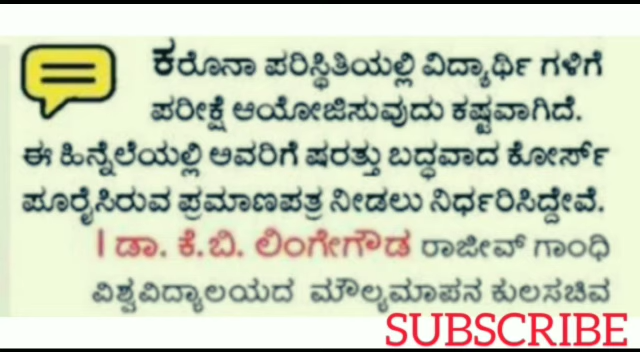 ಕರೊನಾ ಪರಿಸ್ಥಿತಿಯಲ್ಲಿ ವಿದ್ಯಾರ್ಥಿ ಗಳಿಗೆ
ಪರೀಕ್ಷೆ ಆಯೋಜಿಸುವುದು ಕಷ್ಟವಾಗಿದೆ.
ಈ ಹಿನ್ನೆಲೆಯಲ್ಲಿ ಅವರಿಗೆ ಷರತ್ತು ಬದ್ಧವಾದ ಕೋರ್ಸ್
ಪೂರೈಸಿರುವ ಪ್ರಮಾಣಪತ್ರ ನೀಡಲು ನಿರ್ಧರಿಸಿದ್ದೇವೆ.
| ಡಾ. ಕೆ.ಬಿ. ಲಿಂಗೇಗೌಡ ರಾಜೀವ್ ಗಾಂಧಿ
ವಿಶ್ವವಿದ್ಯಾಲಯದ ಮೌಲ್ಯಮಾಪನ ಕುಲಸಚಿವ
SUBSCRIBE